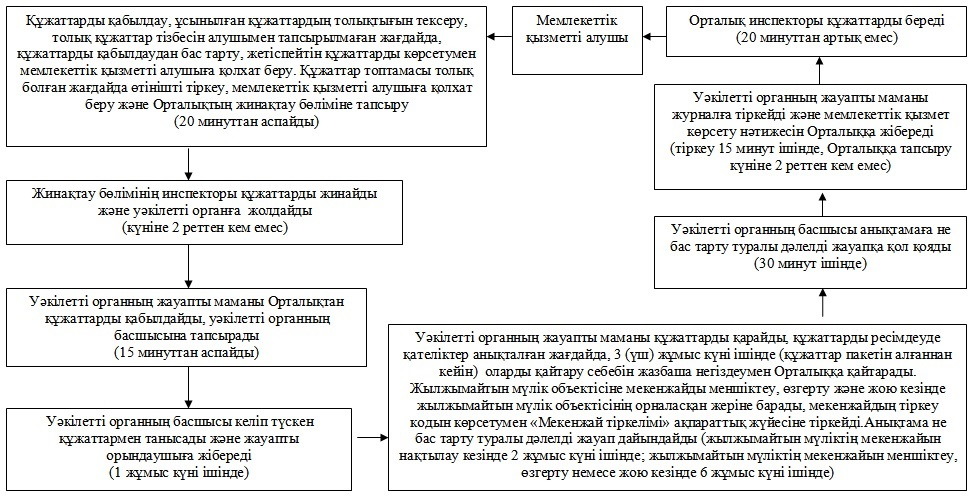 Құжаттарды қабылдау, ұсынылған құжаттардың толықтығын тексеру,
толық құжаттар тізбесін алушымен тапсырылмаған жағдайда,
құжаттарды қабылдаудан бас тарту, жетіспейтін құжаттарды көрсетумен
мемлекеттік қызметті алушыға қолхат беру. Құжаттар топтамасы толық
болған жағдайда өтінішті тіркеу, мемлекеттік қызметті алушыға қолхат
беру және Орталықтың жинақтау бөліміне тапсыру
(20 минуттан аспайды)
Мемлекеттік
қызметті алушы
Орталық инспекторы құжаттарды береді
(20 минуттан артық емес)
Уәкілетті органның жауапты маманы
журналға тіркейді және мемлекеттік қызмет
көрсету нәтижесін Орталыққа жібереді
(тіркеу 15 минут ішінде, Орталыққа тапсыру
күніне 2 реттен кем емес)
Жинақтау бөлімінің инспекторы құжаттарды жинайды
және уәкілетті органға жолдайды
(күніне 2 реттен кем емес)
Уәкілетті органның басшысы анықтамаға не
бас тарту туралы дәлелді жауапқа қол қояды
(30 минут ішінде)
Уәкілетті органның жауапты маманы Орталықтан
құжаттарды қабылдайды, уәкілетті органның
басшысына тапсырады
(15 минуттан аспайды)
Уәкілетті органның жауапты маманы құжаттарды қарайды, құжаттарды ресімдеуде
қателіктер анықталған жағдайда, 3 (үш) жұмыс күні ішінде (құжаттар пакетін алғаннан
кейін) оларды қайтару себебін жазбаша негіздеумен Орталыққа қайтарады.
Жылжымайтын мүлік объектісіне мекенжайды меншіктеу, өзгерту және жою кезінде
жылжымайтын мүлік объектісінің орналасқан жеріне барады, мекенжайдың тіркеу
кодын көрсетумен «Мекенжай тіркелімі» ақпараттық жүйесіне тіркейді.Анықтама не
бас тарту туралы дәлелді жауап дайындайды (жылжымайтын мүліктің мекенжайын
нақтылау кезінде 2 жұмыс күні ішінде; жылжымайтын мүліктің мекенжайын меншіктеу,
өзгерту немесе жою кезінде 6 жұмыс күні ішінде)
Уәкілетті органның басшысы келіп түскен
құжаттармен танысады және жауапты
орындаушыға жібереді
(1 жұмыс күні ішінде)